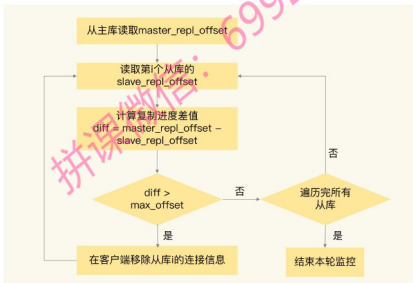 从主库读取master_repl_offset
读取第i个从库的
slave_repl_offset
计算复制进度差值
diff = master_repl_offset –
slave_repl_offset
否
diff >
max_offset
否
遍历完所有
从库
是
是
在客户端移除从库i的连接信息
结束本轮监控
拼课微信：699